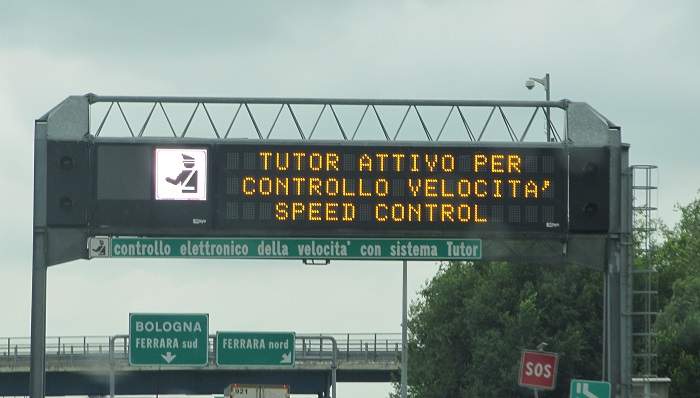 TUTOR ATTIVO PER
CONTROLLO VELOCITA'
SPEED CONTROL
controllo elettronico della velocita' con sistema Tutor
BOLOGNA
FERRARA sud
FERRARA nord
SOS
921